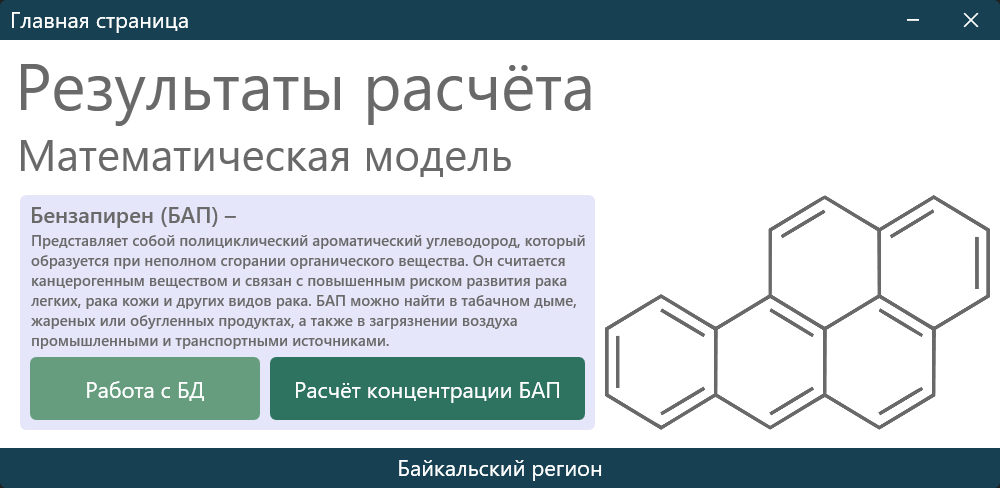 Главная страница
Результаты расчёта
Математическая модель
Бензапирен (БАП) –
Представляет собой полициклический ароматический углеводород, который
образуется при неполном сгорании органического вещества. Он считается
канцерогенным веществом и связан с повышенным риском развития рака
легких, рака кожи и других видов рака. БАП можно найти в табачном дыме,
жареных или обугленных продуктах, а также в загрязнении воздуха
промышленными и транспортными источниками.
Работа с БД
Расчёт концентрации БАП
Байкальский регион